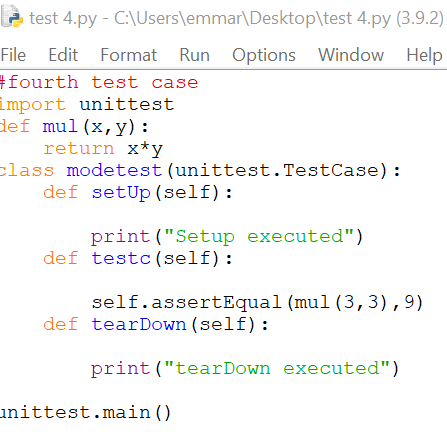 test 4.py - C:\Users\emmar\Desktop\test 4.py (3.9.2)
File Edit Format Run Options Window Help
#fourth test case
import unittest
def mul(x,y):
    return x*y
class modetest(unittest.TestCase):
    def setUp(self):
        print("Setup executed")
    def testc(self):
        self.assertEqual(mul(3,3),9)
    def tearDown(self):
        print("tearDown executed")
unittest.main()